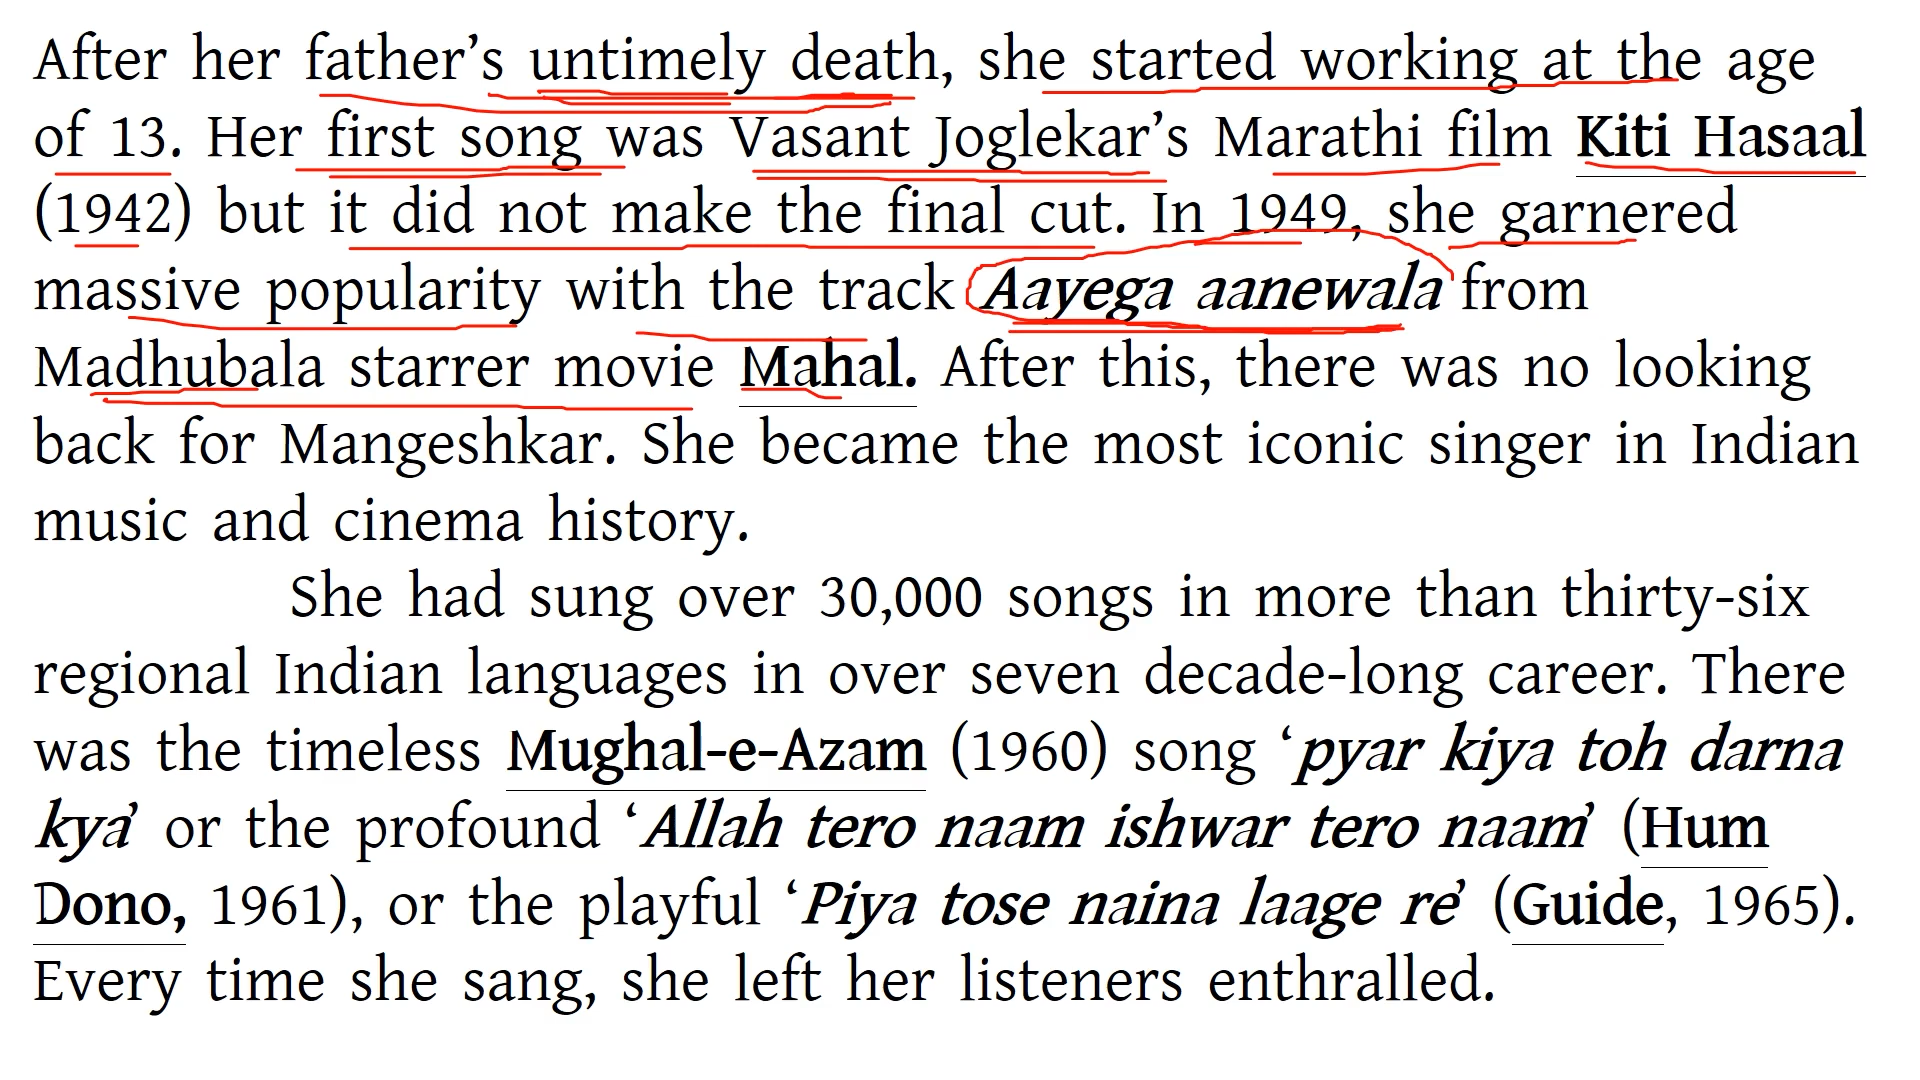 After her father’s untimely death, she started working at the age
of 13. Her first song was Vasant Joglekar’s Marathi film Kiti Hasaal
(1942) but it did not make the final cut. In 1949, she garnered
massive popularity with the track Aayega aanewala from
Madhubala starrer movie Mahal. After this, there was no looking
back for Mangeshkar. She became the most iconic singer in Indian
music and cinema history.
She had sung over 30,000 songs in more than thirty-six
regional Indian languages in over seven decade-long career. There
was the timeless Mughal-e-Azam (1960) song ‘pyar kiya toh darna
kya’ or the profound ‘Allah tero naam ishwar tero naam’ (Hum
Dono, 1961), or the playful ‘Piya tose naina laage re’ (Guide, 1965).
Every time she sang, she left her listeners enthralled.